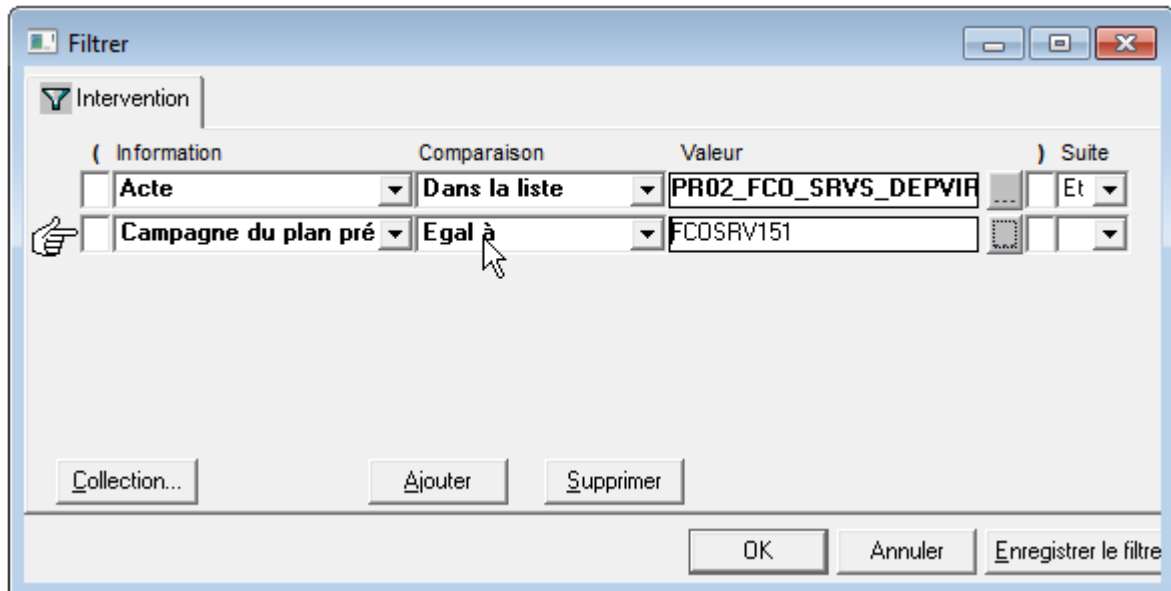 Filtrer
Intervention
( Information Comparaison Valeur ) Suite
Acte Dans la liste PR02_FCO_SRVS_DEPVIR ... Et
Campagne du plan pré Egal à FCOSRV151 ...
Collection... Ajouter Supprimer
OK Annuler Enregistrer le filtre